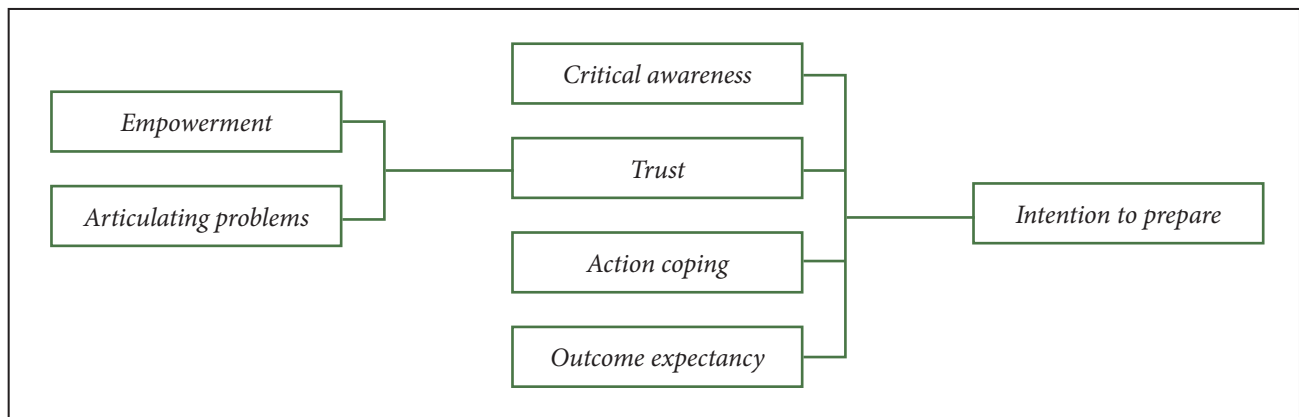 Empowerment
Articulating problems
Critical awareness
Trust
Action coping
Outcome expectancy
Intention to prepare